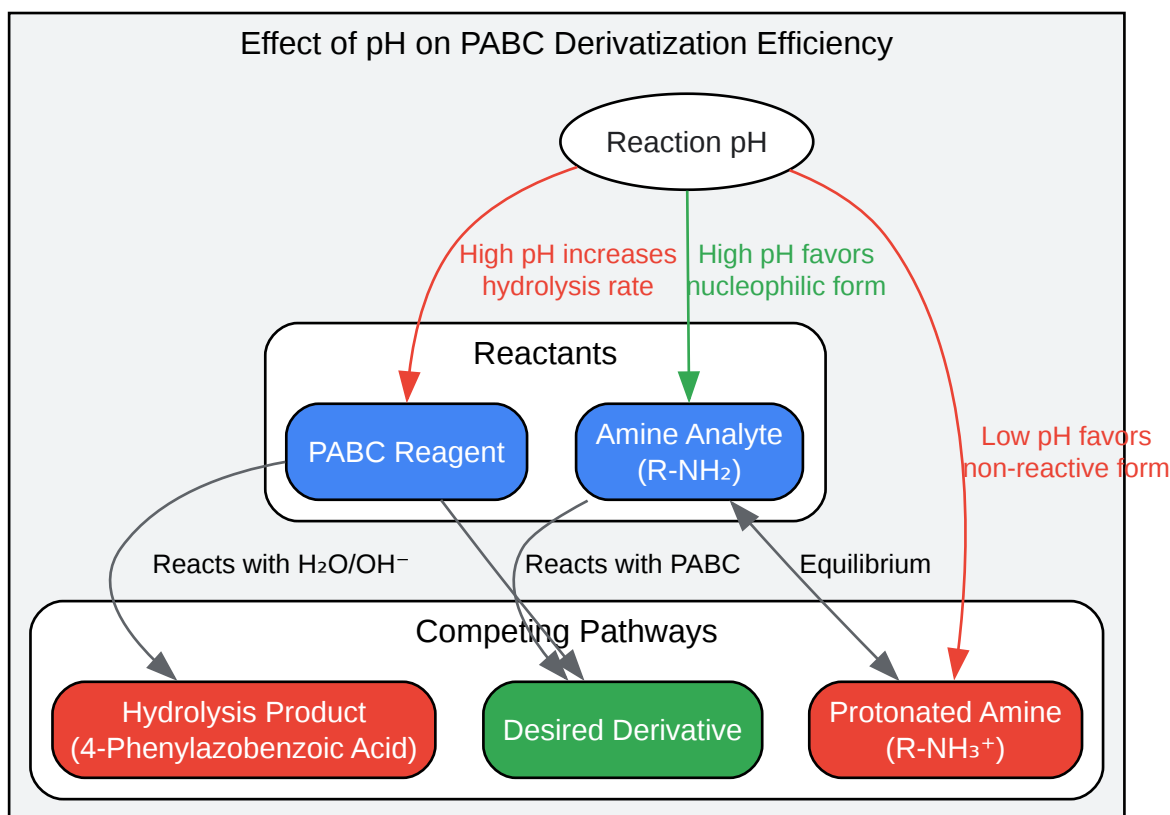 Effect of pH on PABC Derivatization Efficiency
Reaction pH
High pH increases
hydrolysis rate
High pH favors
nucleophilic form
Reactants
PABC Reagent
Amine Analyte
(R-NH₂)
Low pH favors
non-reactive form
Reacts with H₂O/OH⁻
Reacts with PABC
Equilibrium
Competing Pathways
Hydrolysis Product
(4-Phenylazobenzoic Acid)
Desired Derivative
Protonated Amine
(R-NH₃⁺)